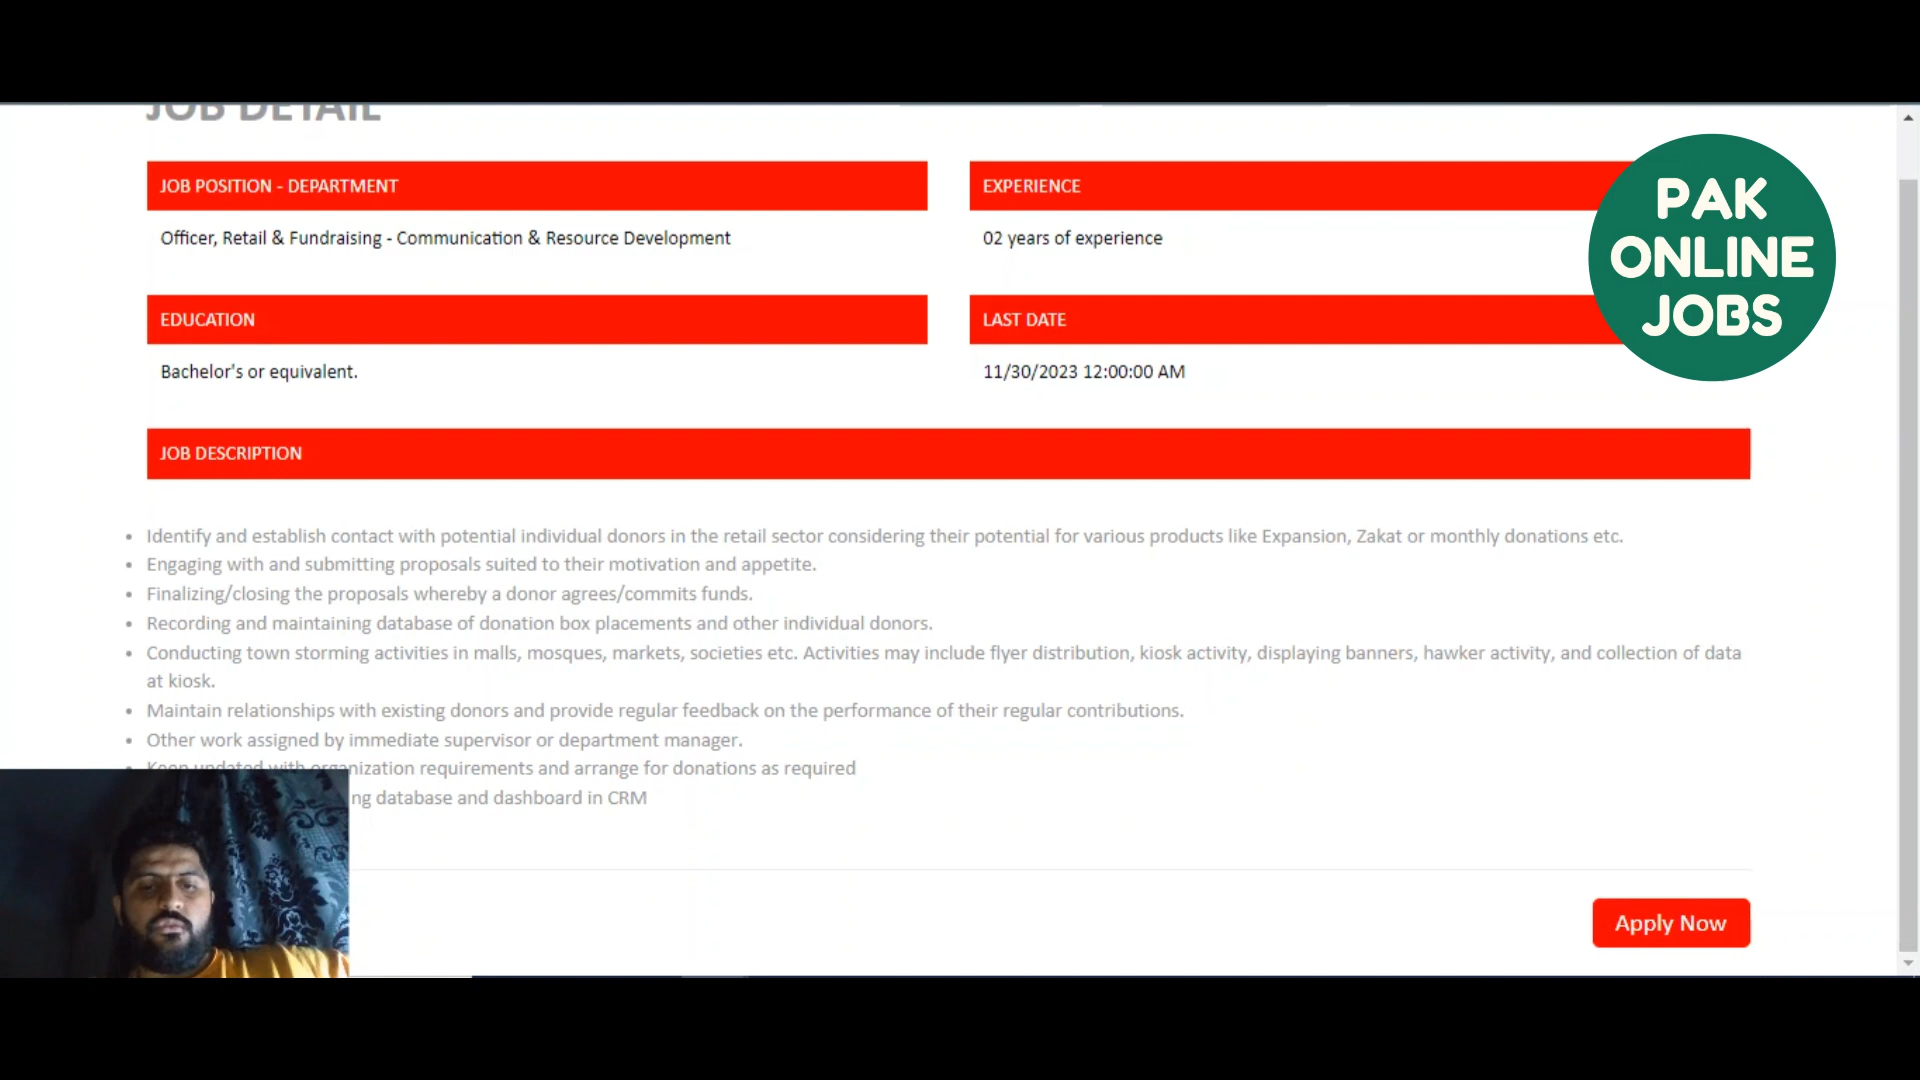 JOB DETAIL
JOB POSITION - DEPARTMENT
Officer, Retail & Fundraising - Communication & Resource Development
EXPERIENCE
02 years of experience
PAK
ONLINE
JOBS
EDUCATION
Bachelor's or equivalent.
LAST DATE
11/30/2023 12:00:00 AM
JOB DESCRIPTION
• Identify and establish contact with potential individual donors in the retail sector considering their potential for various products like Expansion, Zakat or monthly donations etc.
• Engaging with and submitting proposals suited to their motivation and appetite.
• Finalizing/closing the proposals whereby a donor agrees/commits funds.
• Recording and maintaining database of donation box placements and other individual donors.
• Conducting town storming activities in malls, mosques, markets, societies etc. Activities may include flyer distribution, kiosk activity, displaying banners, hawker activity, and collection of data
at kiosk.
• Maintain relationships with existing donors and provide regular feedback on the performance of their regular contributions.
• Other work assigned by immediate supervisor or department manager.
• Keep updated with organization requirements and arrange for donations as required
ng database and dashboard in CRM
Apply Now